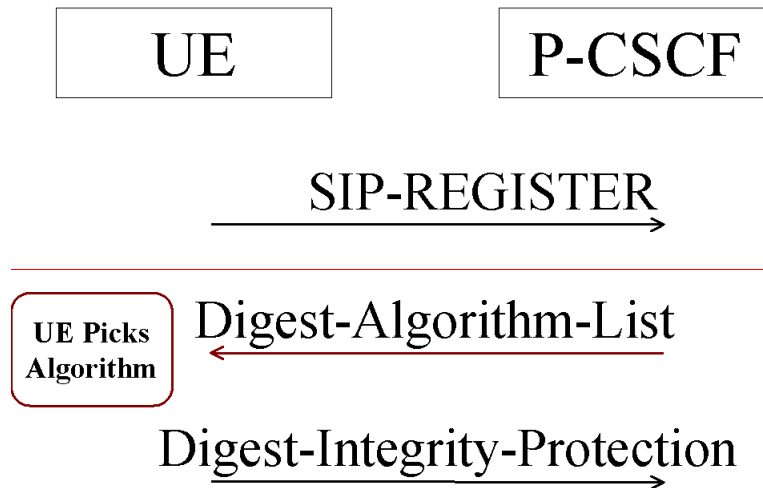 UE
P-CSCF
SIP-REGISTER
Digest-Algorithm-List
UE Picks
Algorithm
Digest-Integrity-Protection